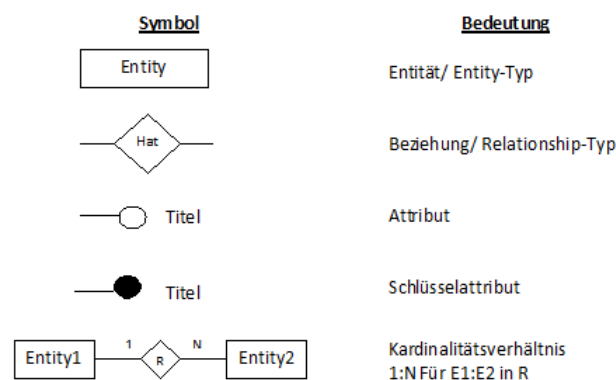 Symbol Bedeutung
Entity Entität/ Entity-Typ
Hat Beziehung/ Relationship-Typ
Titel Attribut
Titel Schlüsselattribut
Entity1 1 R N Entity2 Kardinalitätsverhältnis
1:N Für E1:E2 in R